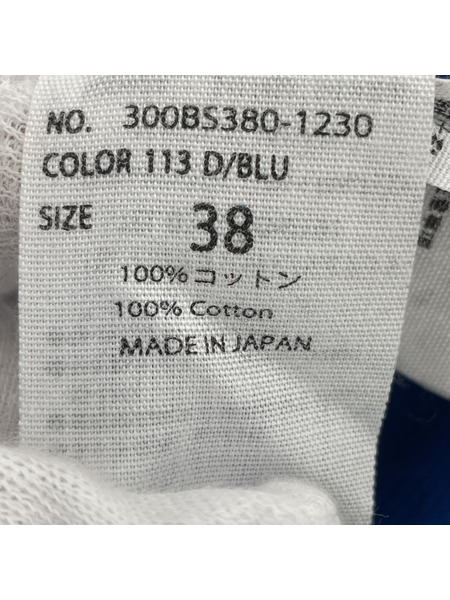 NO. 300BS380-1230
COLOR 113 D/BLU
SIZE 38
100%コットン
100% Cotton
MADE IN JAPAN